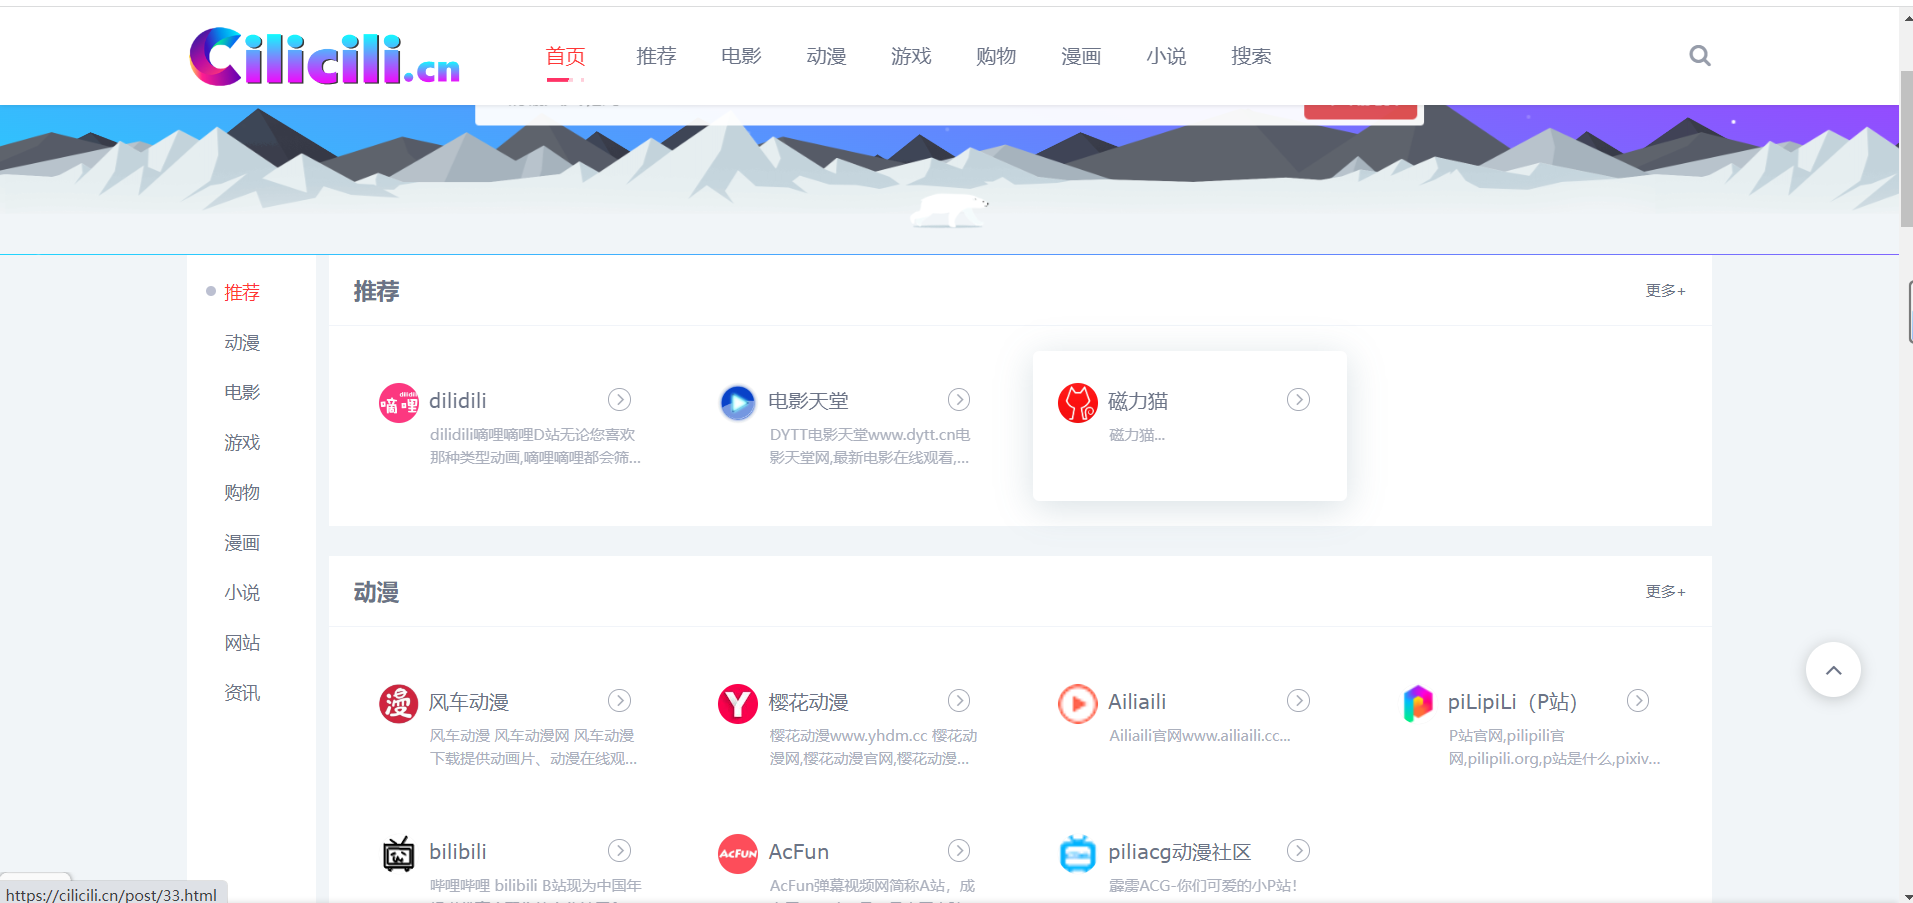 Cilicili.cn
首页 推荐 电影 动漫 游戏 购物 漫画 小说 搜索
推荐
动漫
电影
游戏
购物
漫画
小说
网站
资讯
推荐 更多+
dilidili
dilidili嘀哩嘀哩D站无论您喜欢
那种类型动画,嘀哩嘀哩都会筛...
电影天堂
DYTT电影天堂www.dytt.cn电
影天堂网,最新电影在线观看,...
磁力猫
磁力猫...
动漫 更多+
风车动漫
风车动漫 风车动漫网 风车动漫
下载提供动画片、动漫在线观...
樱花动漫
樱花动漫www.yhdm.cc 樱花动
漫网,樱花动漫官网,樱花动漫...
Ailiaili
Ailiaili官网www.ailiaili.cc...
piLipiLi（P站）
P站官网,pilipili官
网,pilipili.org,p站是什么,pixiv...
bilibili
哔哩哔哩 bilibili B站现为中国年
AcFun
AcFun弹幕视频网简称A站，成
piliacg动漫社区
霹雳ACG-你们可爱的小P站!
https://cilicili.cn/post/33.html